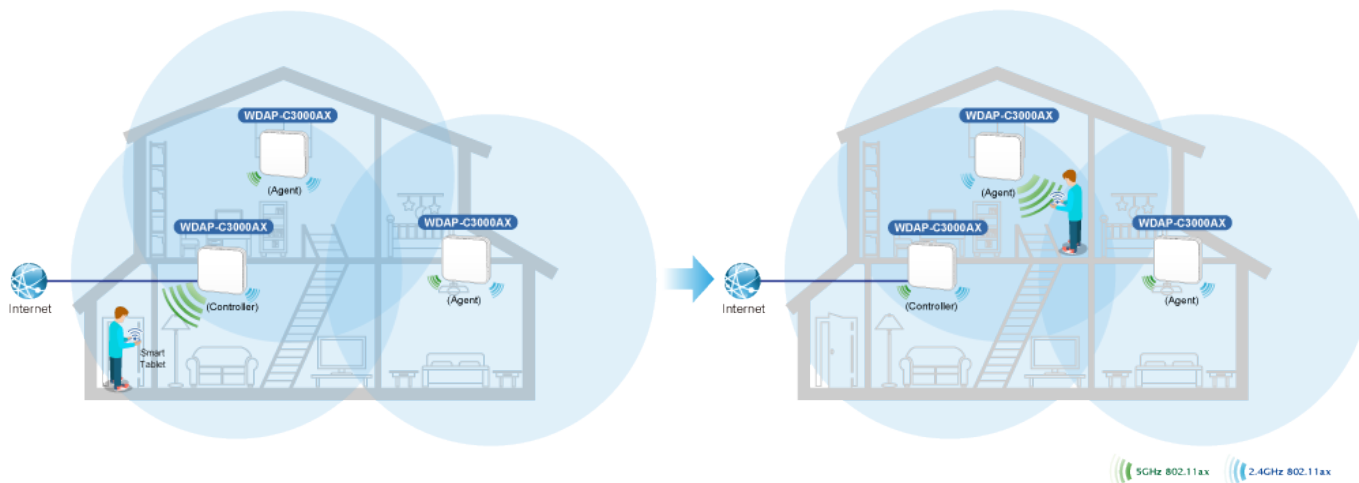 WDAP-C3000AX
(Agent)
WDAP-C3000AX
WDAP-C3000AX
(Controller)
(Agent)
Internet
Smart
Tablet
WDAP-C3000AX
(Agent)
WDAP-C3000AX
WDAP-C3000AX
(Controller)
(Agent)
Internet
5GHz 802.11ax
2.4GHz 802.11ax